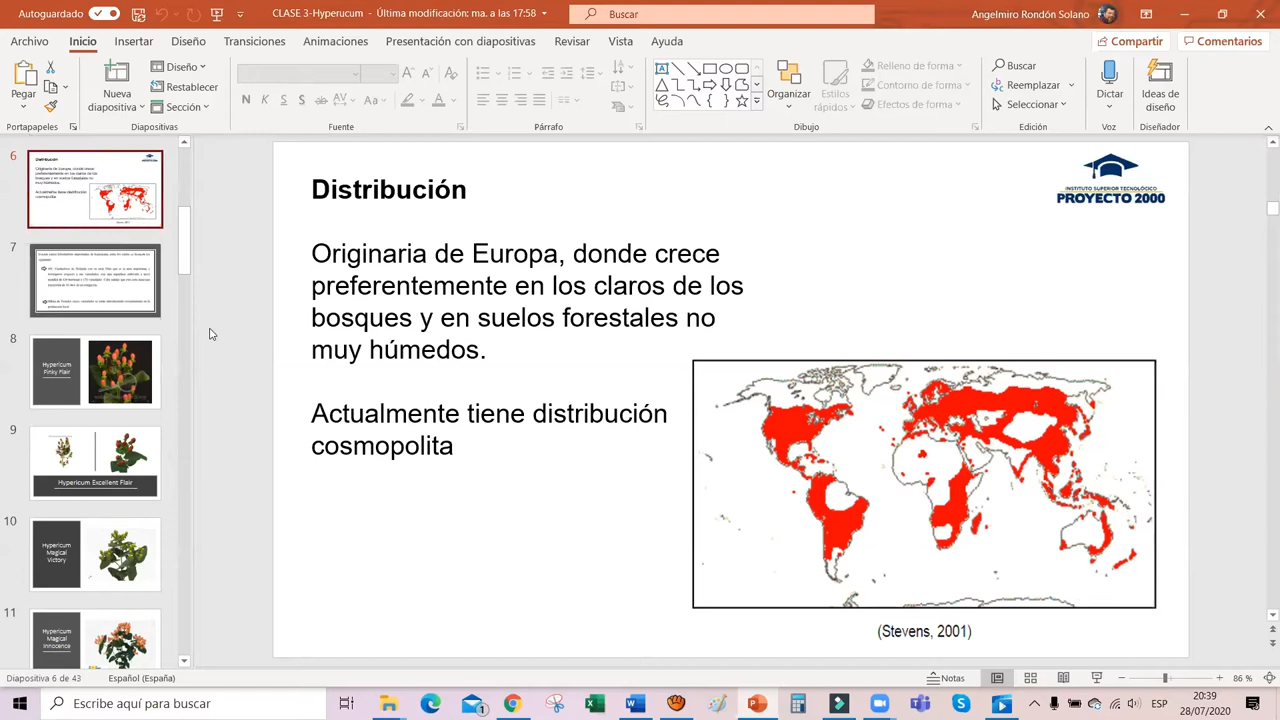 Autoguardado
CLASE 3-Hypericum - Última modificación: ma. a las 17:58
Buscar
Angelmiro Rondón Solano
Archivo Inicio Insertar Diseño Transiciones Animaciones Presentación con diapositivas Revisar Vista Ayuda
Compartir Comentarios
Pegar
Nueva diapositiva
Diseño
Restablecer
Sección
N C S ab AV Aa A
Organizar
Estilos rápidos
Relleno de forma
Contorno de forma
Efectos de forma
Buscar
Reemplazar
Seleccionar
Dictar
Ideas de diseño
Portapapeles Diapositivas Fuente Párrafo Dibujo Edición Voz Diseñador
6
Distribución
7
8
Hypericum
Pinky Flair
9
Hypericum Excellent Flair
10
Hypericum
Magical
Victory
11
Hypericum
Magical
Innocence
Distribución
INSTITUTO SUPERIOR TECNOLÓGICO
PROYECTO 2000
Originaria de Europa, donde crece
preferentemente en los claros de los
bosques y en suelos forestales no
muy húmedos.
Actualmente tiene distribución
cosmopolita
(Stevens, 2001)
Diapositiva 6 de 43 Español (España)
Notas
86 %
Escribe aquí para buscar
1
ESP
20:39
28/07/2020